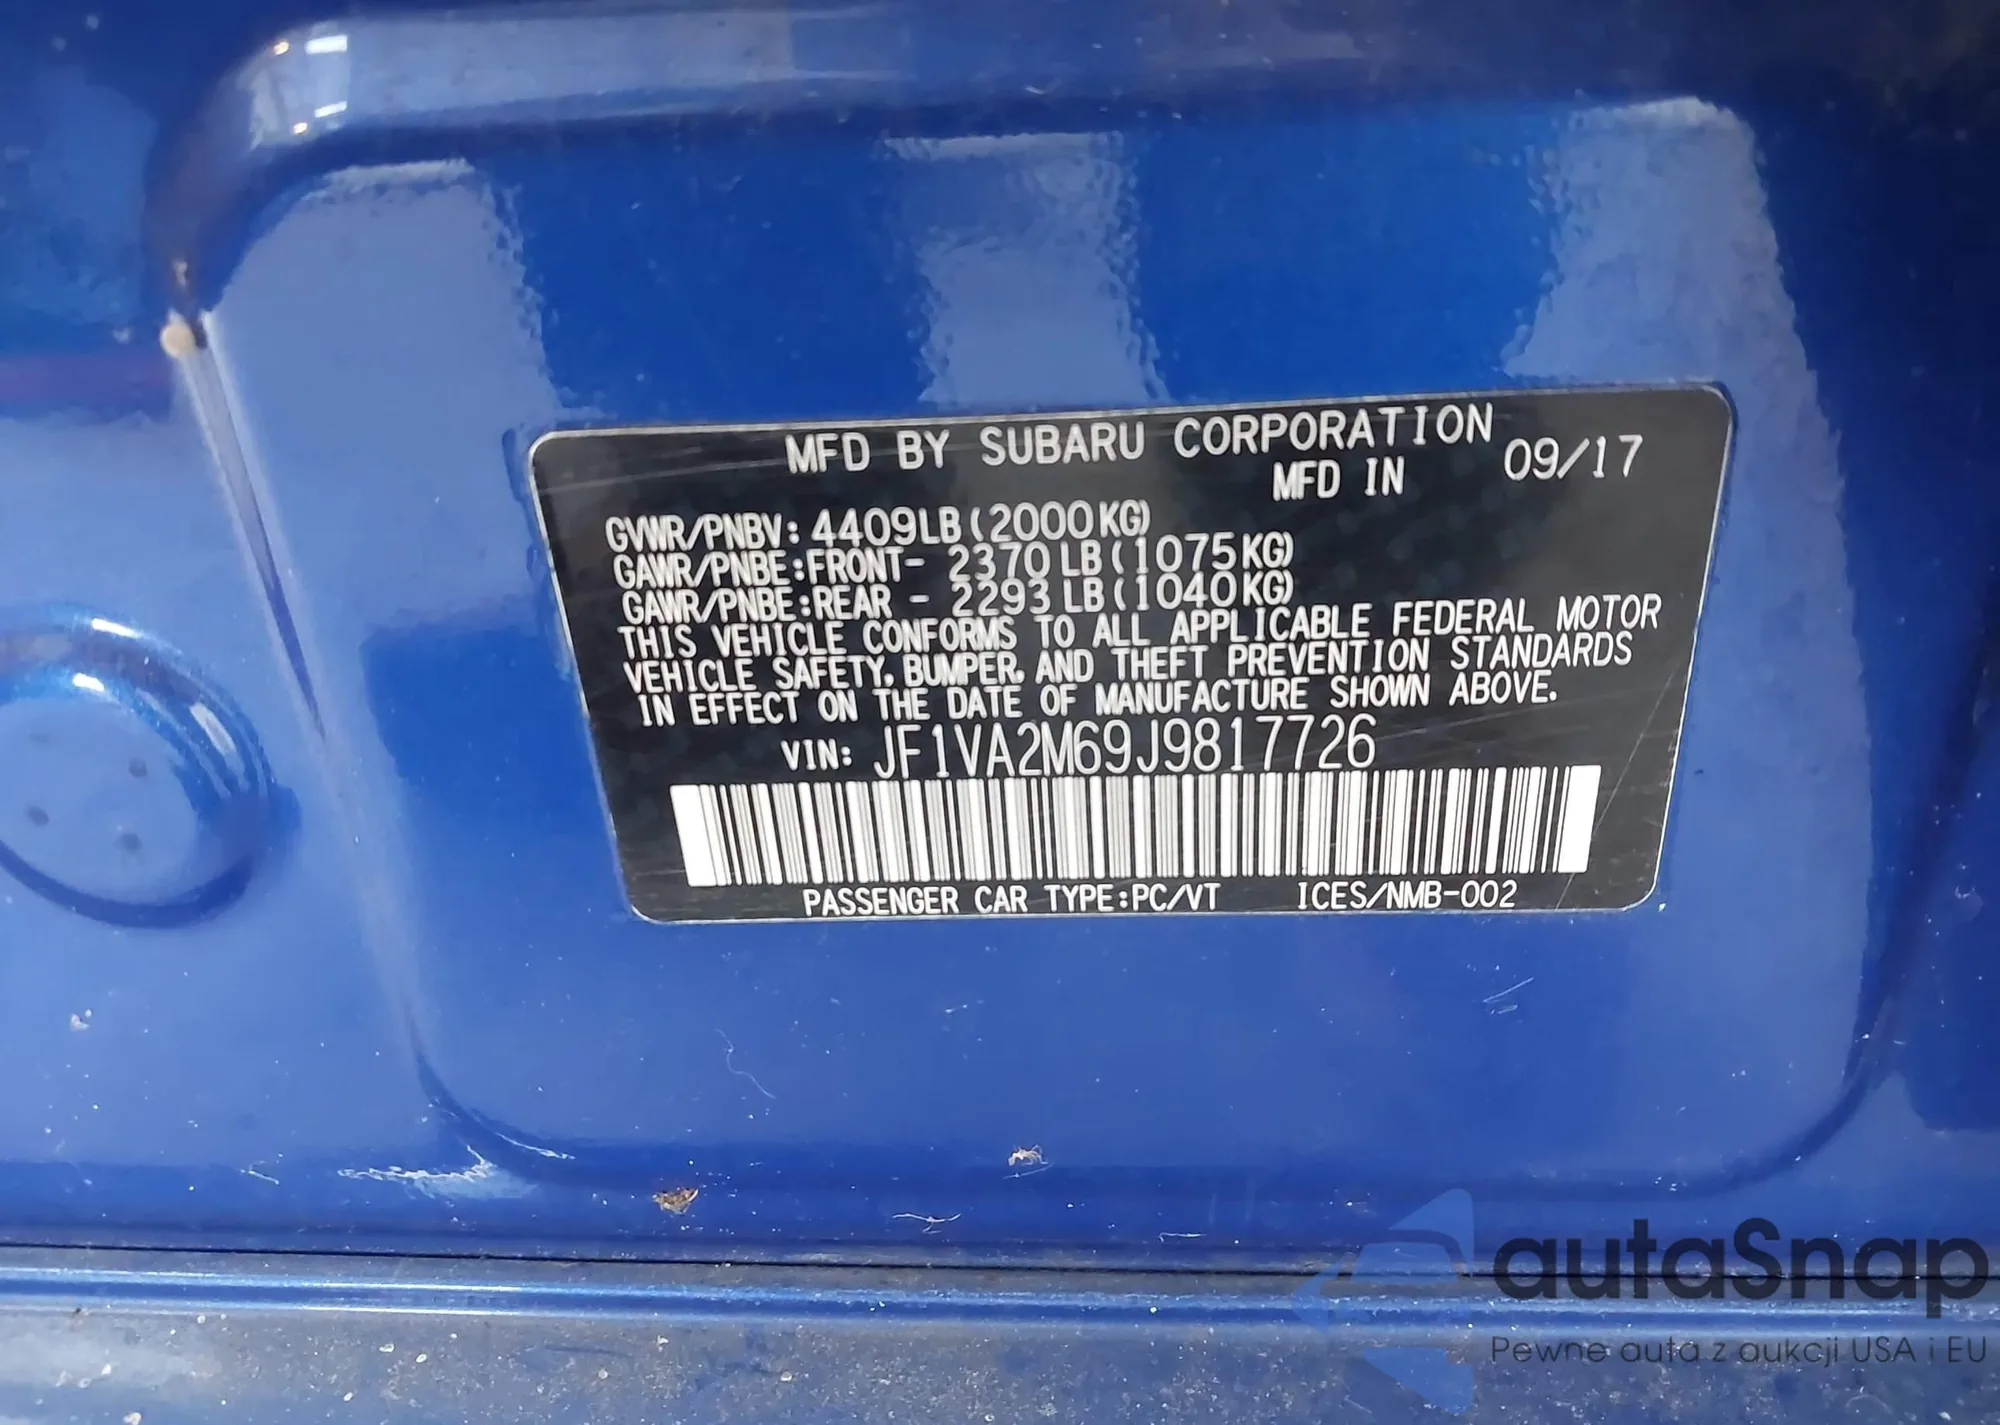 MFD BY SUBARU CORPORATION
MFD IN 09/17
GVWR/PNBV: 4409LB(2000KG)
GAWR/PNBE:FRONT- 2370LB(1075KG)
GAWR/PNBE:REAR - 2293LB(1040KG)
THIS VEHICLE CONFORMS TO ALL APPLICABLE FEDERAL MOTOR
VEHICLE SAFETY, BUMPER, AND THEFT PREVENTION STANDARDS
IN EFFECT ON THE DATE OF MANUFACTURE SHOWN ABOVE.
VIN: JF1VA2M69J9817726
PASSENGER CAR TYPE:PC/VT ICES/NMB-002
autaSnap
Pewne auta z aukcji USA i EU